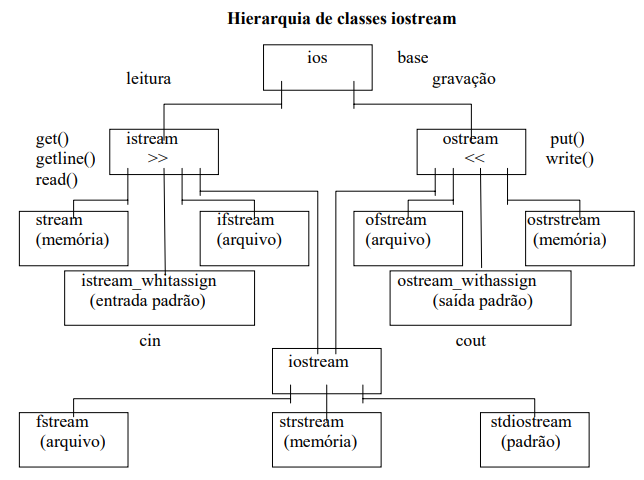 Hierarquia de classes iostream
ios
base
leitura
gravação
get()
getline()
read()
istream
>>
ostream
<<
put()
write()
stream
(memória)
ifstream
(arquivo)
ofstream
(arquivo)
ostrstream
(memória)
istream_whitassign
(entrada padrão)
ostream_withassign
(saída padrão)
cin
cout
iostream
fstream
(arquivo)
strstream
(memória)
stdiostream
(padrão)